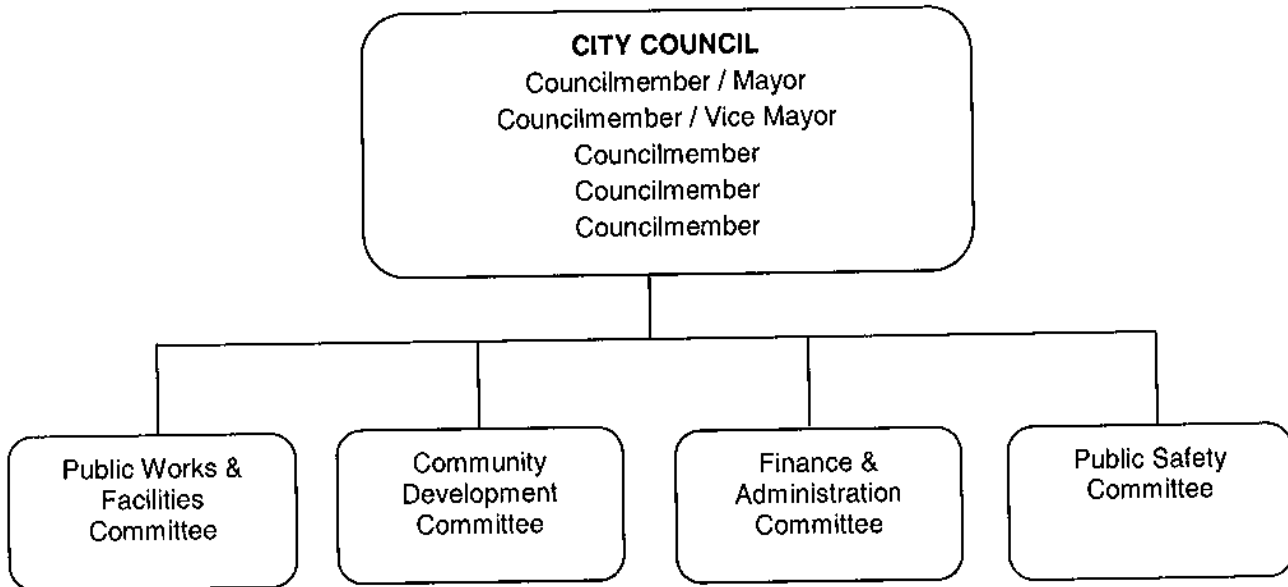 CITY COUNCIL
Councilmember / Mayor
Councilmember / Vice Mayor
Councilmember
Councilmember
Councilmember
Public Works &
Facilities
Committee
Community
Development
Committee
Finance &
Administration
Committee
Public Safety
Committee